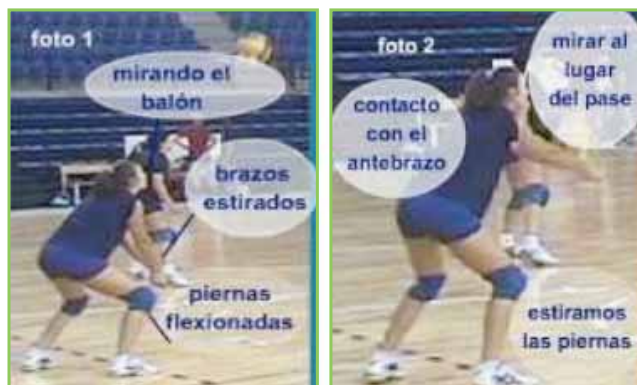 foto 1
mirando el
balón
brazos
estirados
piernas
flexionadas
foto 2
mirar al
lugar
del pase
contacto
con el
antebrazo
estiramos
las piernas